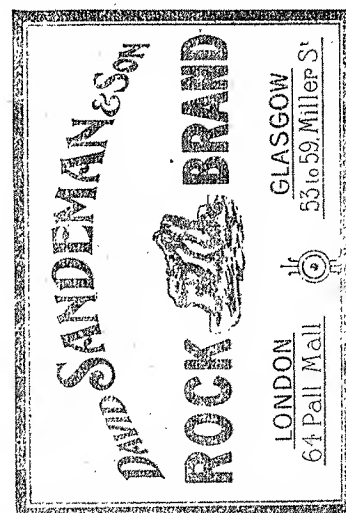 DAVID SANDEMAN & SON
ROCK BRAND
LONDON
64 Pall Mall
GLASGOW
53 to 59, Miller St